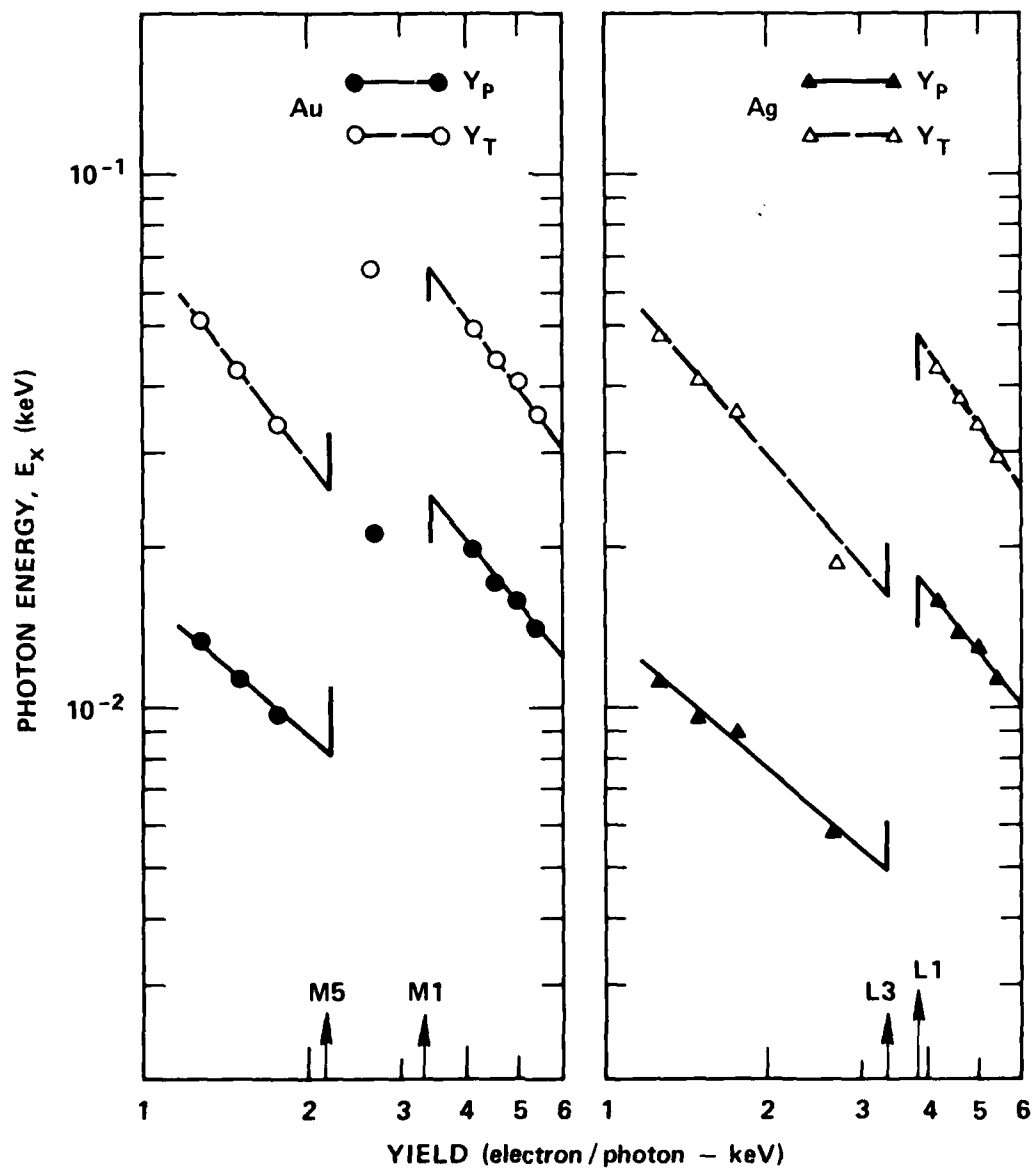 Au
Y_P
Y_T
Ag
Y_P
Y_T
10^-1
10^-2
PHOTON ENERGY, E_x (keV)
M5
M1
L3
L1
1 2 3 4 5 6
1 2 3 4 5 6
YIELD (electron/photon – keV)